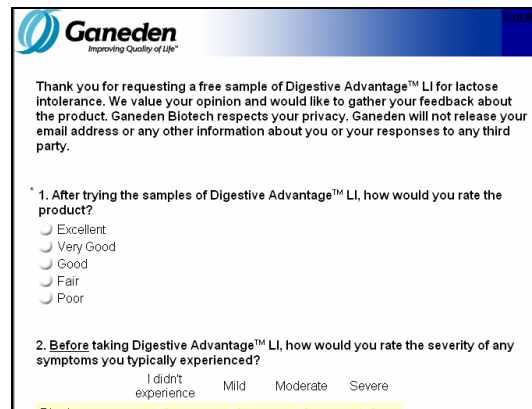 Ganeden
Improving Quality of Life™
Thank you for requesting a free sample of Digestive Advantage™ LI for lactose
intolerance. We value your opinion and would like to gather your feedback about
the product. Ganeden Biotech respects your privacy. Ganeden will not release your
email address or any other information about you or your responses to any third
party.
* 1. After trying the samples of Digestive Advantage™ LI, how would you rate the
product?
Excellent
Very Good
Good
Fair
Poor
2. Before taking Digestive Advantage™ LI, how would you rate the severity of any
symptoms you typically experienced?
I didn't
experience
Mild Moderate Severe